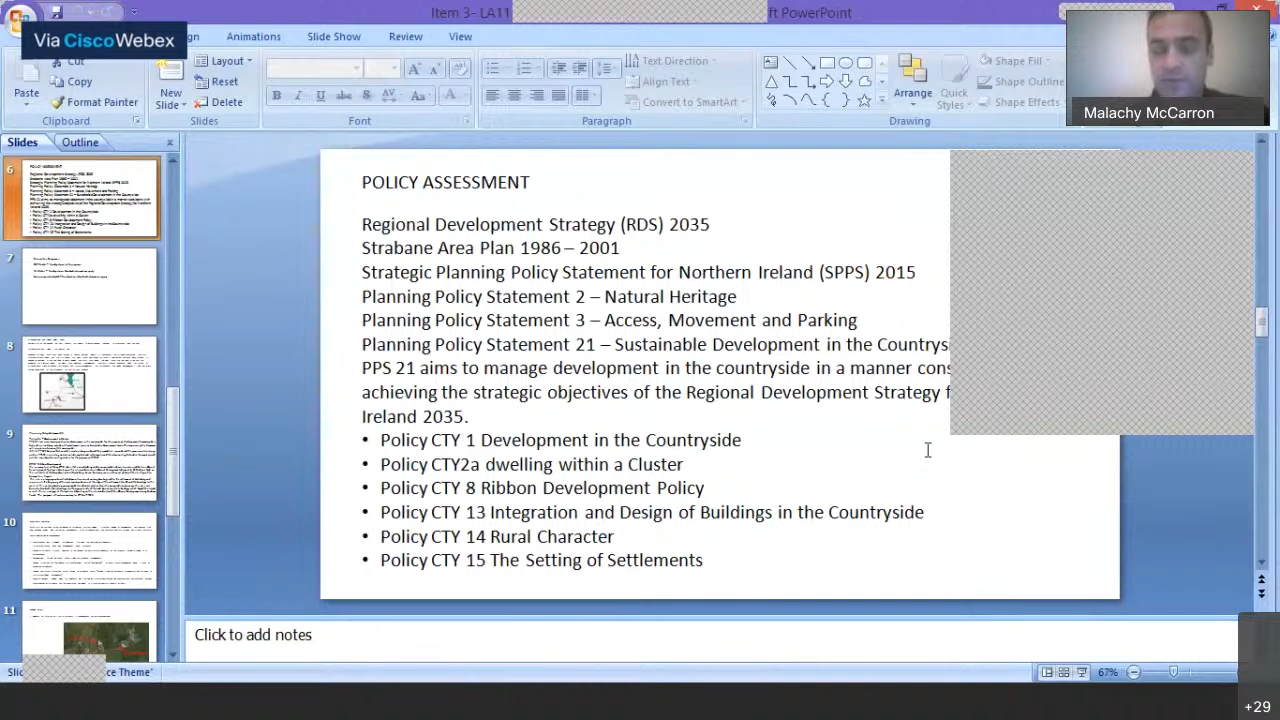 Item 3- LA11
ft PowerPoint
Via Cisco Webex
Animations
Slide Show
Review
View
Cut
Layout
Text Direction
Shape Fill
Paste
Copy
New
Slide
Reset
Align Text
Arrange
Quick
Styles
Shape Outline
Format Painter
Delete
Convert to SmartArt
Shape Effects
Malachy McCarron
Clipboard
Slides
Font
Paragraph
Drawing
Slides
Outline
6
7
8
9
10
11
POLICY ASSESSMENT
Regional Development Strategy (RDS) 2035
Strabane Area Plan 1986 – 2001
Strategic Planning Policy Statement for Northern Ireland (SPPS) 2015
Planning Policy Statement 2 – Natural Heritage
Planning Policy Statement 3 – Access, Movement and Parking
Planning Policy Statement 21 – Sustainable Development in the Countrys
PPS 21 aims to manage development in the countryside in a manner cons
achieving the strategic objectives of the Regional Development Strategy f
Ireland 2035.
• Policy CTY 1 Development in the Countryside
• Policy CTY2a dwelling within a Cluster
• Policy CTY 8 Ribbon Development Policy
• Policy CTY 13 Integration and Design of Buildings in the Countryside
• Policy CTY Rural Character
• Policy CTY 15 The Setting of Settlements
Click to add notes
ce Theme"
67%
+29